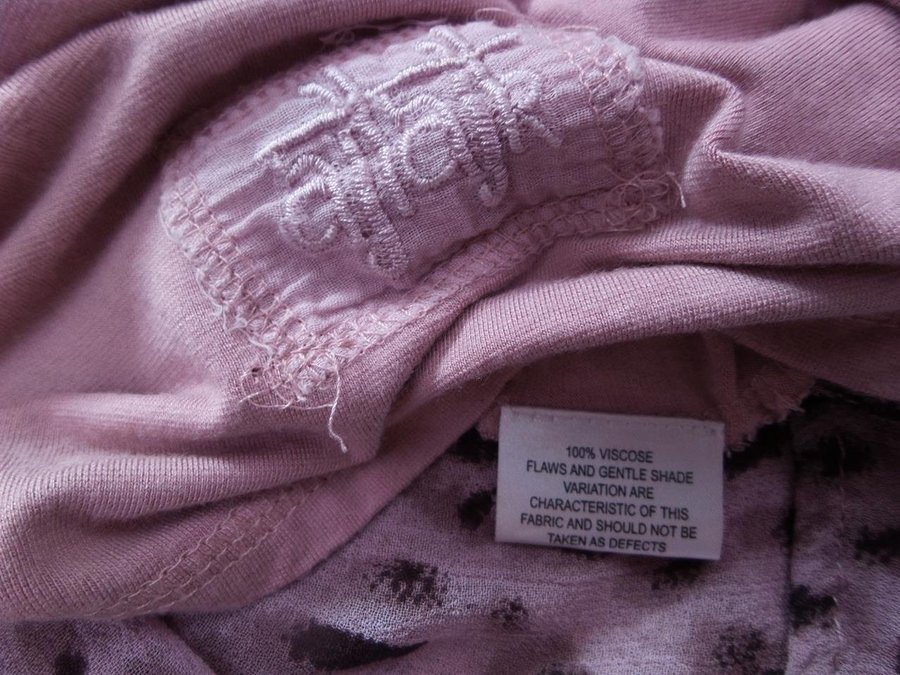 100% VISCOSE
FLAWS AND GENTLE SHADE
VARIATION ARE
CHARACTERISTIC OF THIS
FABRIC AND SHOULD NOT BE
TAKEN AS DEFECTS